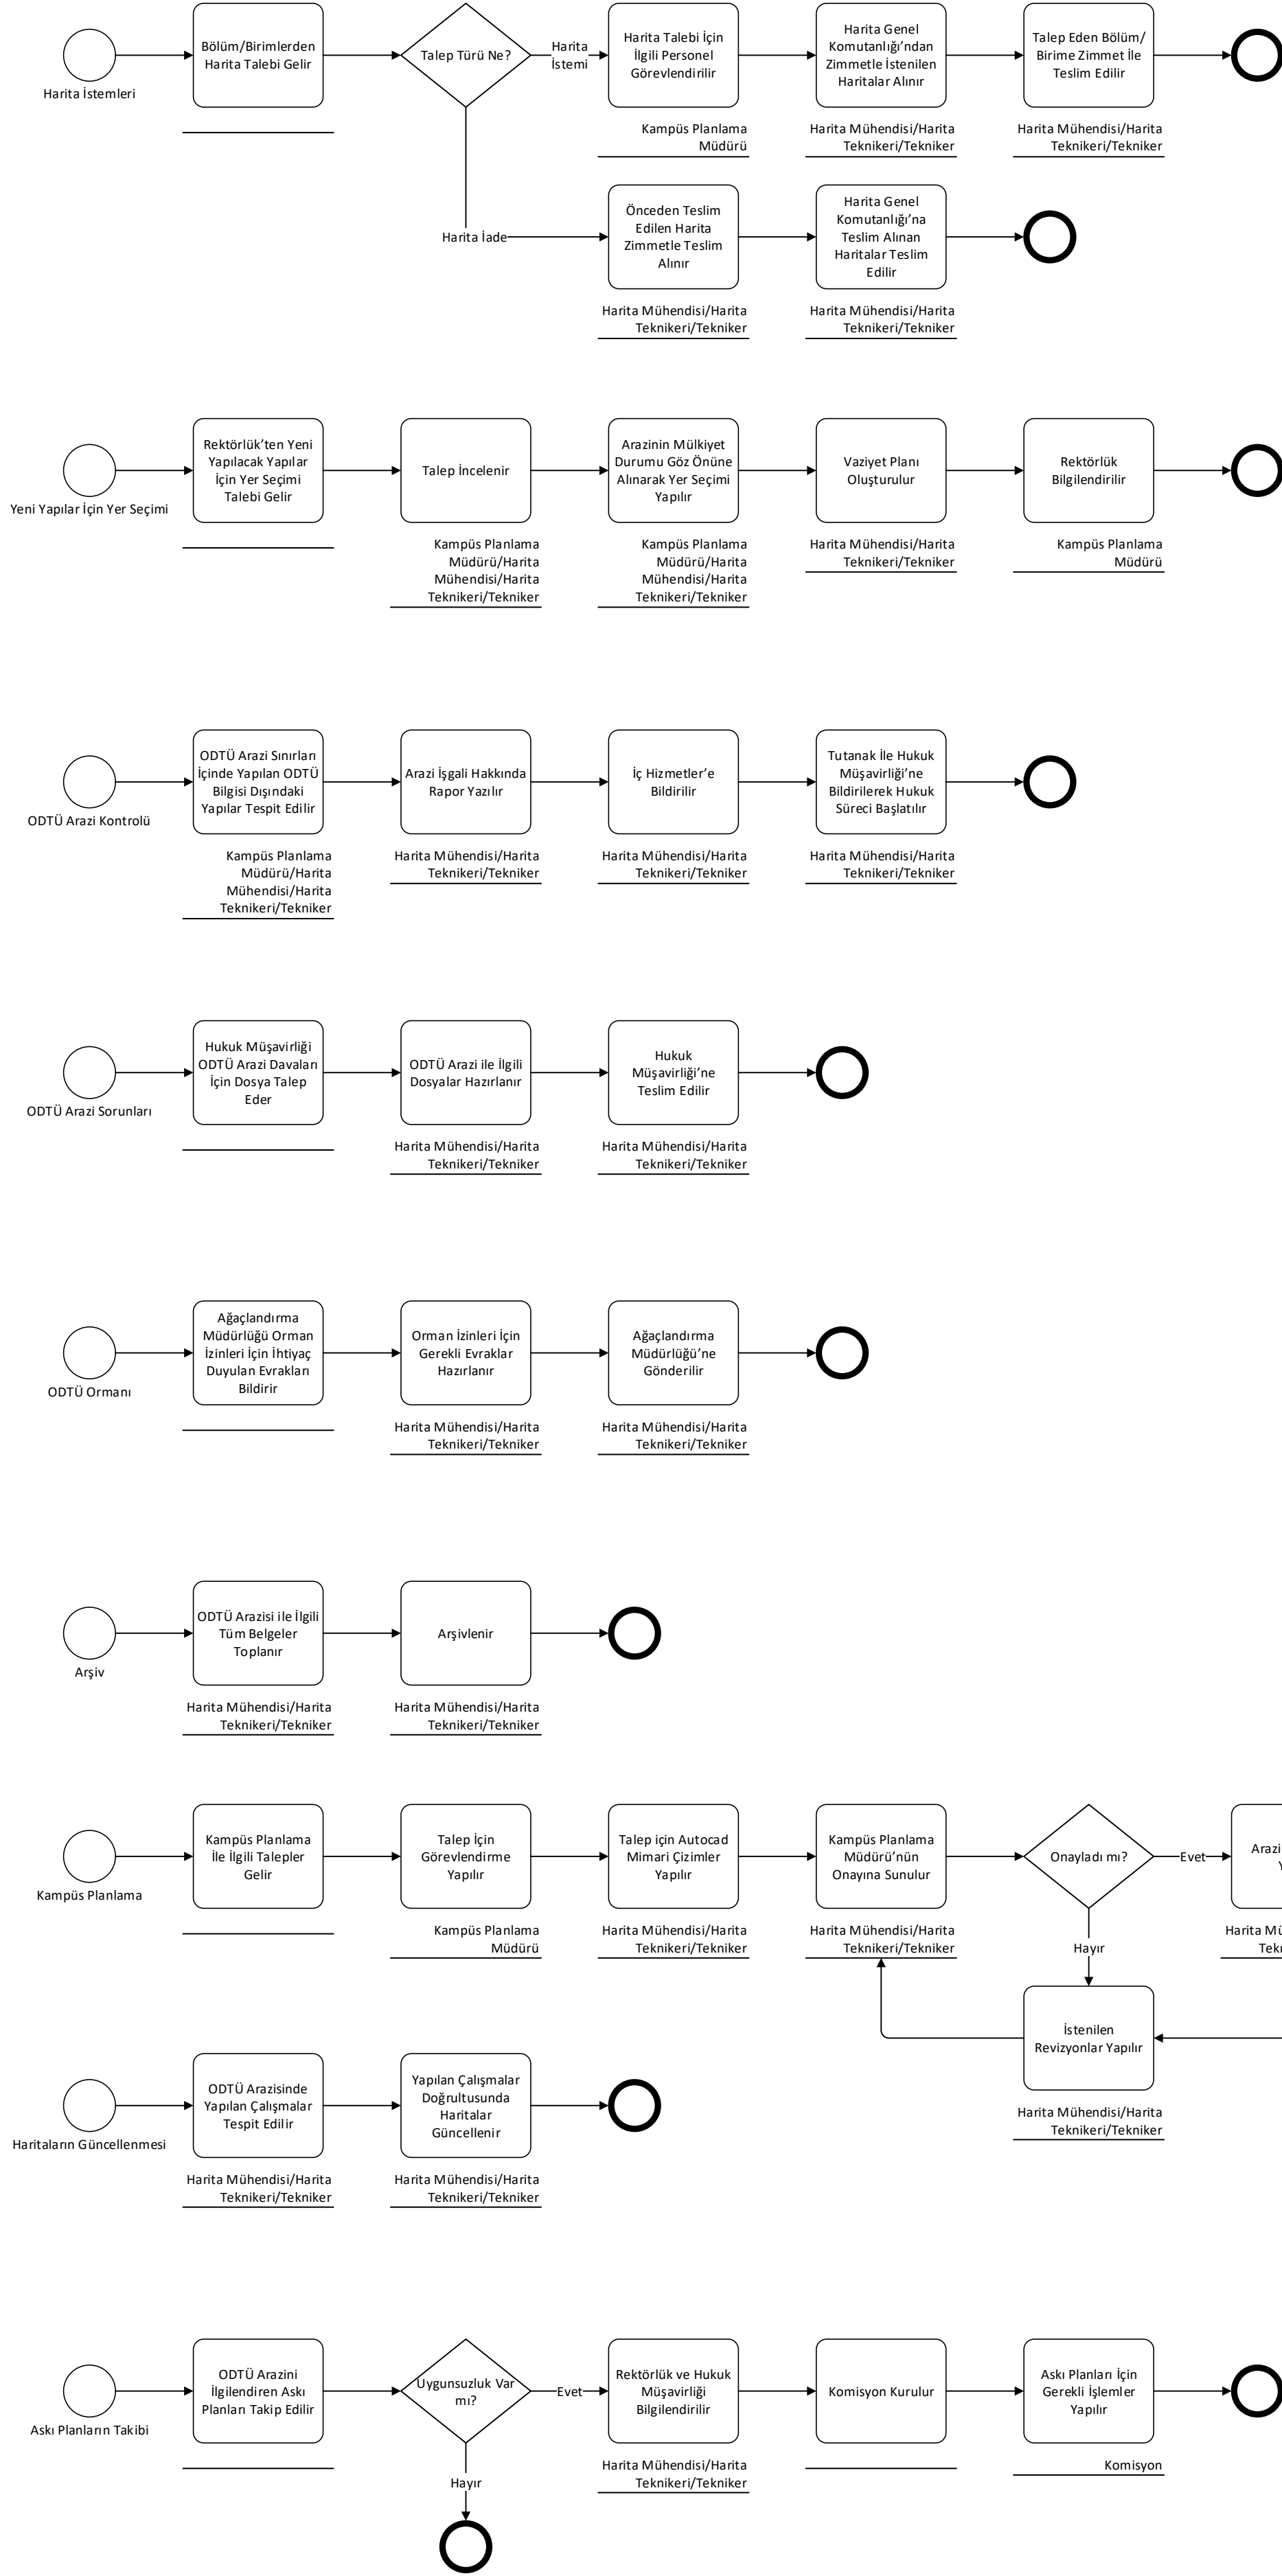 Harita İstemleri
Bölüm/Birimlerden
Harita Talebi Gelir
Talep Türü Ne?
Harita
İstemi
Harita Talebi İçin
İlgili Personel
Görevlendirilir
Kampüs Planlama
Müdürü
Harita Genel
Komutanlığı’ndan
Zimmetle İstenilen
Haritalar Alınır
Harita Mühendisi/Harita
Teknikeri/Tekniker
Talep Eden Bölüm/
Birime Zimmet İle
Teslim Edilir
Harita Mühendisi/Harita
Teknikeri/Tekniker
Harita İade
Önceden Teslim
Edilen Harita
Zimmetle Teslim
Alınır
Harita Mühendisi/Harita
Teknikeri/Tekniker
Harita Genel
Komutanlığı’na
Teslim Alınan
Haritalar Teslim
Edilir
Harita Mühendisi/Harita
Teknikeri/Tekniker
Yeni Yapılar İçin Yer Seçimi
Rektörlük’ten Yeni
Yapılacak Yapılar
İçin Yer Seçimi
Talebi Gelir
Talep İncelenir
Kampüs Planlama
Müdürü/Harita
Mühendisi/Harita
Teknikeri/Tekniker
Arazinin Mülkiyet
Durumu Göz Önüne
Alınarak Yer Seçimi
Yapılır
Kampüs Planlama
Müdürü/Harita
Mühendisi/Harita
Teknikeri/Tekniker
Vaziyet Planı
Oluşturulur
Harita Mühendisi/Harita
Teknikeri/Tekniker
Rektörlük
Bilgilendirilir
Kampüs Planlama
Müdürü
ODTÜ Arazi Kontrolü
ODTÜ Arazi Sınırları
İçinde Yapılan ODTÜ
Bilgisi Dışındaki
Yapılar Tespit Edilir
Kampüs Planlama
Müdürü/Harita
Mühendisi/Harita
Teknikeri/Tekniker
Arazi İşgali Hakkında
Rapor Yazılır
Harita Mühendisi/Harita
Teknikeri/Tekniker
İç Hizmetler’e
Bildirilir
Harita Mühendisi/Harita
Teknikeri/Tekniker
Tutanak İle Hukuk
Müşavirliği’ne
Bildirilerek Hukuk
Süreci Başlatılır
Harita Mühendisi/Harita
Teknikeri/Tekniker
ODTÜ Arazi Sorunları
Hukuk Müşavirliği
ODTÜ Arazi Davaları
İçin Dosya Talep
Eder
ODTÜ Arazi ile İlgili
Dosyalar Hazırlanır
Harita Mühendisi/Harita
Teknikeri/Tekniker
Hukuk
Müşavirliği’ne
Teslim Edilir
Harita Mühendisi/Harita
Teknikeri/Tekniker
ODTÜ Ormanı
Ağaçlandırma
Müdürlüğü Orman
İzinleri İçin İhtiyaç
Duyulan Evrakları
Bildirir
Orman İzinleri İçin
Gerekli Evraklar
Hazırlanır
Harita Mühendisi/Harita
Teknikeri/Tekniker
Ağaçlandırma
Müdürlüğü’ne
Gönderilir
Harita Mühendisi/Harita
Teknikeri/Tekniker
Arşiv
ODTÜ Arazisi ile İlgili
Tüm Belgeler
Toplanır
Harita Mühendisi/Harita
Teknikeri/Tekniker
Arşivlenir
Harita Mühendisi/Harita
Teknikeri/Tekniker
Kampüs Planlama
Kampüs Planlama
İle İlgili Talepler
Gelir
Talep İçin
Görevlendirme
Yapılır
Kampüs Planlama
Müdürü
Talep için Autocad
Mimari Çizimler
Yapılır
Harita Mühendisi/Harita
Teknikeri/Tekniker
Kampüs Planlama
Müdürü’nün
Onayına Sunulur
Harita Mühendisi/Harita
Teknikeri/Tekniker
Onayladı mı?
Evet
Arazi
Hayır
İstenilen
Revizyonlar Yapılır
Harita Mühendisi/Harita
Teknikeri/Tekniker
Harita
Haritaların Güncellenmesi
ODTÜ Arazisinde
Yapılan Çalışmalar
Tespit Edilir
Harita Mühendisi/Harita
Teknikeri/Tekniker
Yapılan Çalışmalar
Doğrultusunda
Haritalar
Güncellenir
Harita Mühendisi/Harita
Teknikeri/Tekniker
Askı Planların Takibi
ODTÜ Arazini
İlgilendiren Askı
Planları Takip Edilir
Uygunsuzluk Var
mı?
Evet
Hayır
Rektörlük ve Hukuk
Müşavirliği
Bilgilendirilir
Harita Mühendisi/Harita
Teknikeri/Tekniker
Komisyon Kurulur
Askı Planları İçin
Gerekli İşlemler
Yapılır
Komisyon